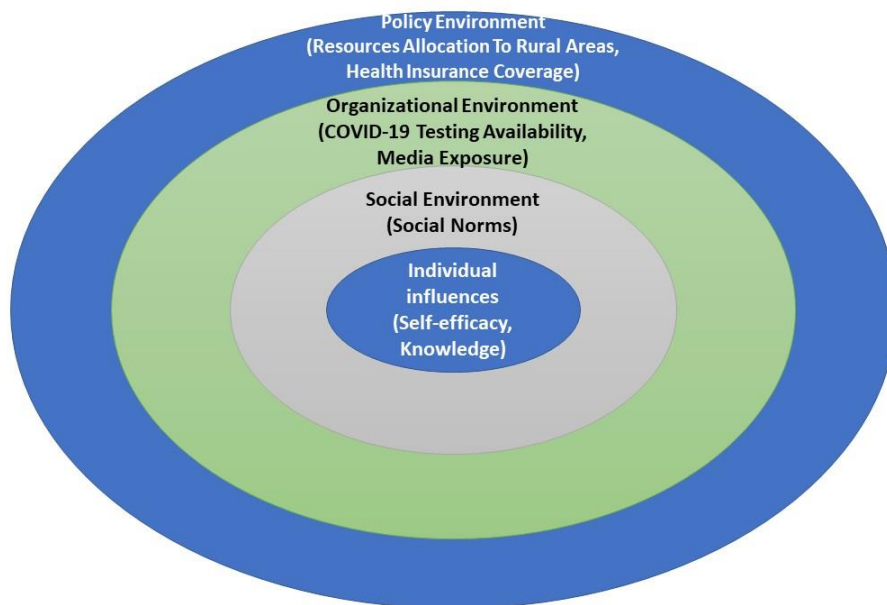 Policy Environment
(Resources Allocation To Rural Areas,
Health Insurance Coverage)
Organizational Environment
(COVID-19 Testing Availability,
Media Exposure)
Social Environment
(Social Norms)
Individual
influences
(Self-efficacy,
Knowledge)